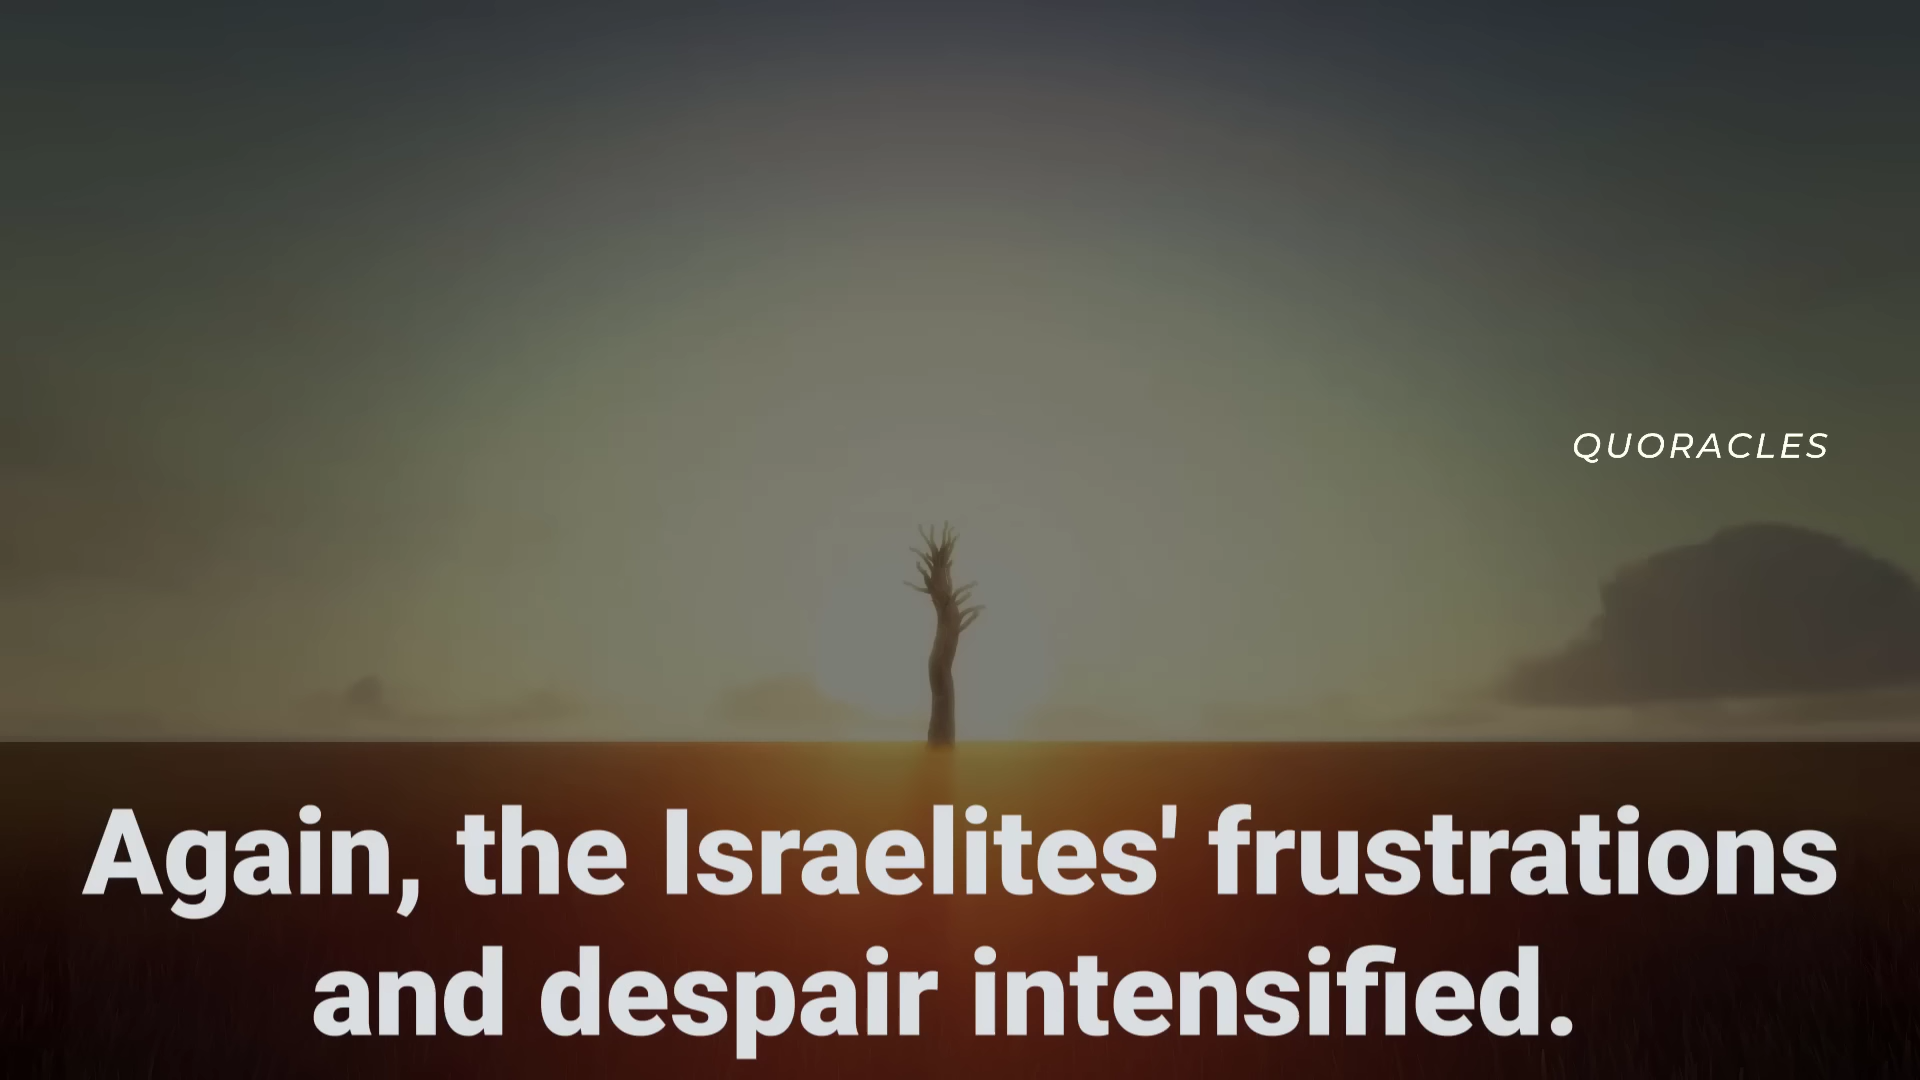 QUORACLES
Again, the Israelites' frustrations
and despair intensified.